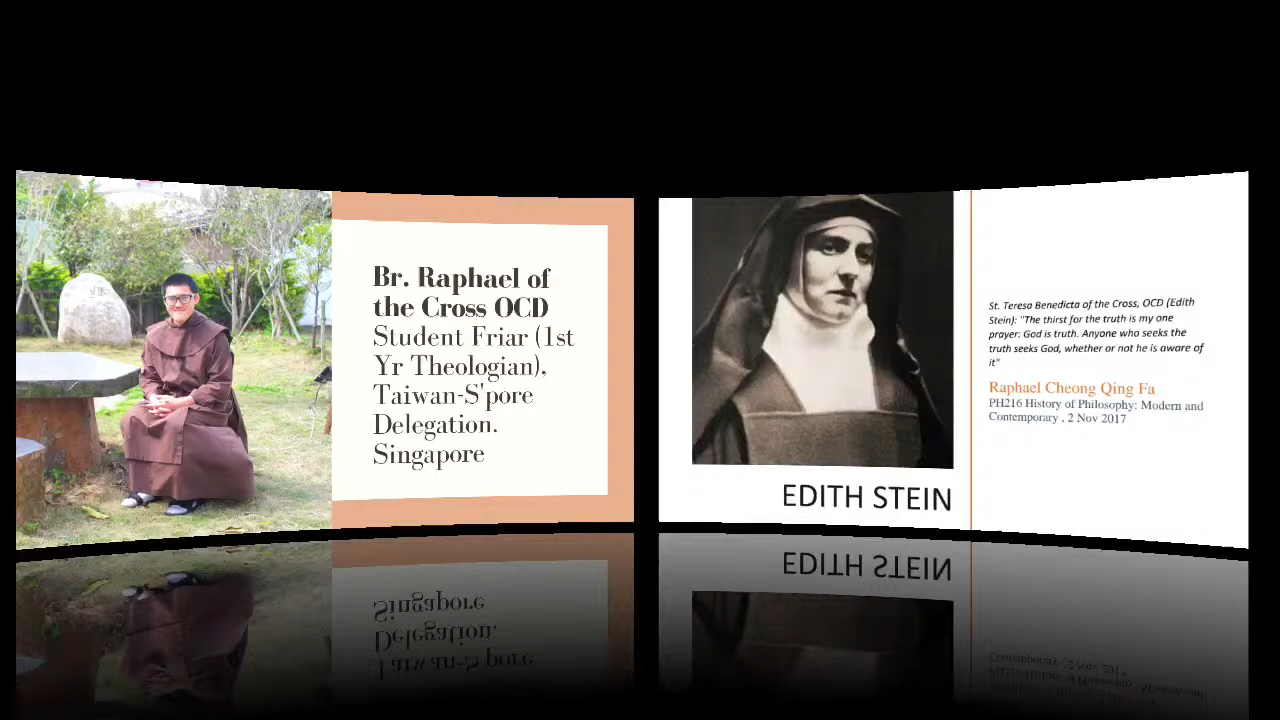 Br. Raphael of
the Cross OCD
Student Friar (1st
Yr Theologian),
Taiwan-S'pore
Delegation.
Singapore
EDITH STEIN
St. Teresa Benedicta of the Cross, OCD (Edith
Stein): "The thirst for the truth is my one
prayer: God is truth. Anyone who seeks the
truth seeks God, whether or not he is aware of
it"
Raphael Cheong Qing Fa
PH216 History of Philosophy: Modern and
Contemporary , 2 Nov 2017